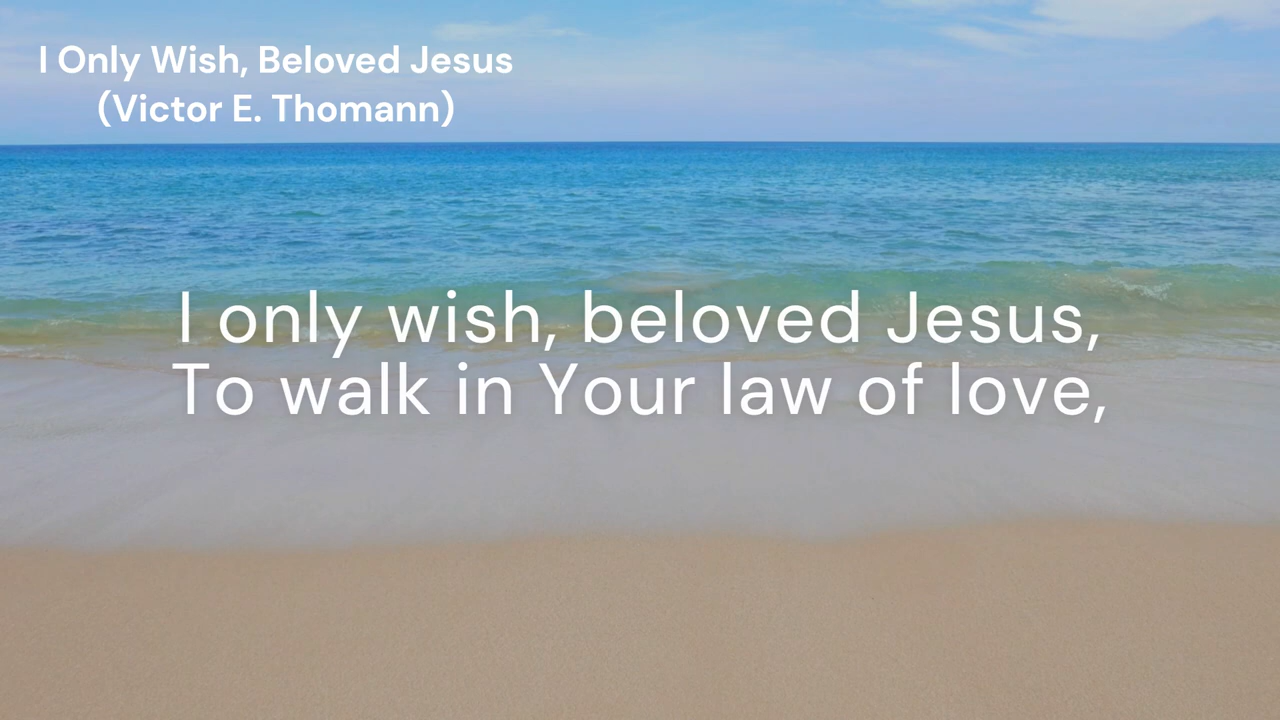 I Only Wish, Beloved Jesus
(Victor E. Thomann)
I only wish, beloved Jesus,
To walk in Your law of love,